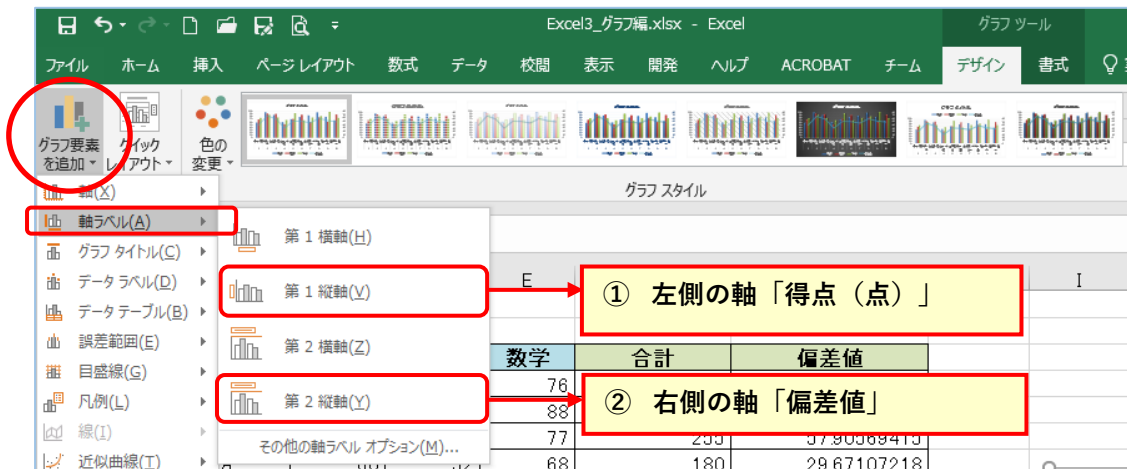 Excel3_グラフ編.xlsx - Excel
グラフ ツール
ファイル ホーム 挿入 ページ レイアウト 数式 データ 校閲 表示 開発 ヘルプ ACROBAT チーム デザイン 書式
グラフ要素を追加
クイック レイアウト
色の変更
グラフ スタイル
軸(X)
軸ラベル(A)
グラフ タイトル(C)
データ ラベル(D)
データ テーブル(B)
誤差範囲(E)
目盛線(G)
凡例(L)
線(I)
近似曲線(T)
第 1 横軸(H)
第 1 縦軸(V)
第 2 横軸(Z)
第 2 縦軸(Y)
その他の軸ラベル オプション(M)...
E I
① 左側の軸「得点（点）」
数学 合計 偏差値
76
② 右側の軸「偏差値」
88
77 255 57.90569415
68 180 29.67107218